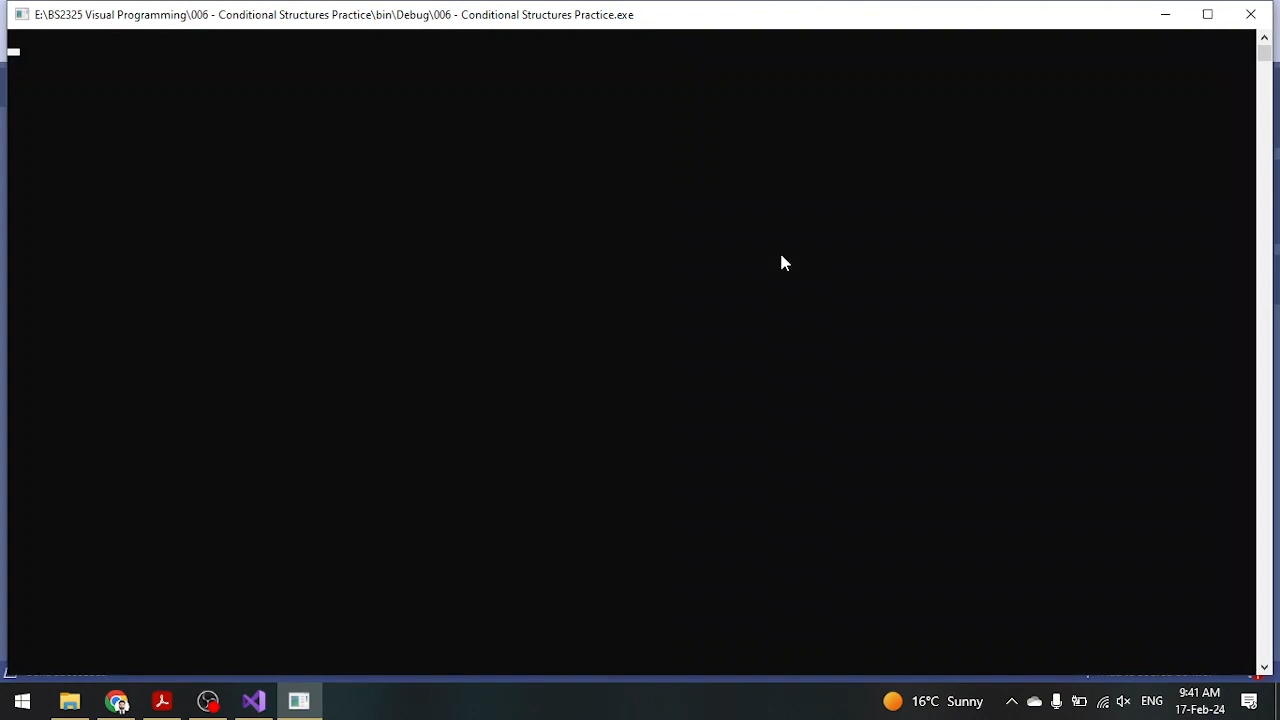 E:\BS2325 Visual Programming\006 - Conditional Structures Practice\bin\Debug\006 - Conditional Structures Practice.exe
16°C Sunny
ENG
9:41 AM
17-Feb-24